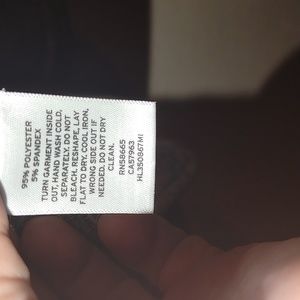 95% POLYESTER
5% SPANDEX
TURN GARMENT INSIDE
OUT, HAND WASH COLD,
SEPARATELY. DO NOT
BLEACH, RESHAPE, LAY
FLAT TO DRY, COOL IRON,
WRONG SIDE OUT IF
NEEDED. DO NOT DRY
CLEAN.
RN58665
CA57963
HL3S0867MI